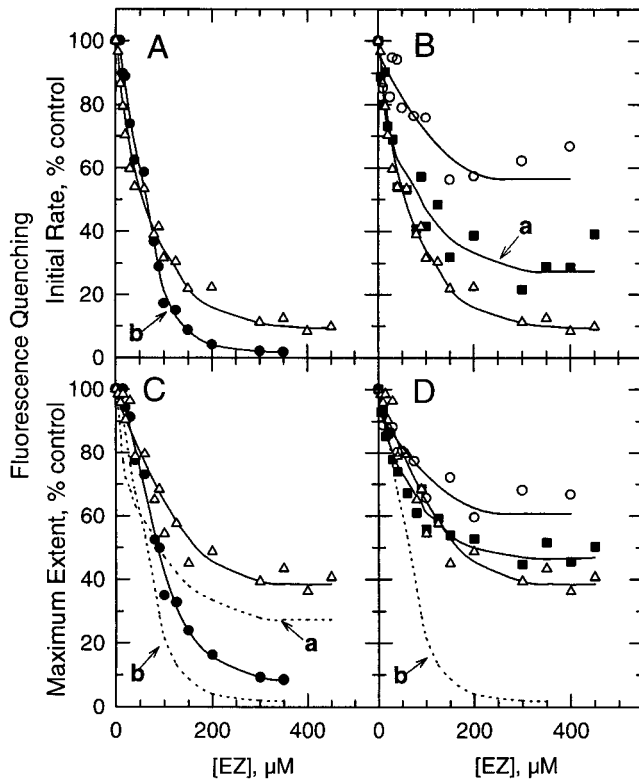 Fluorescence Quenching
Initial Rate, % control
Maximum Extent, % control
A
100
80
60
40
20
0
b
B
a
C
100
80
60
40
20
0
a
b
0
200
400
[EZ], µM
D
b
0
200
400
[EZ], µM